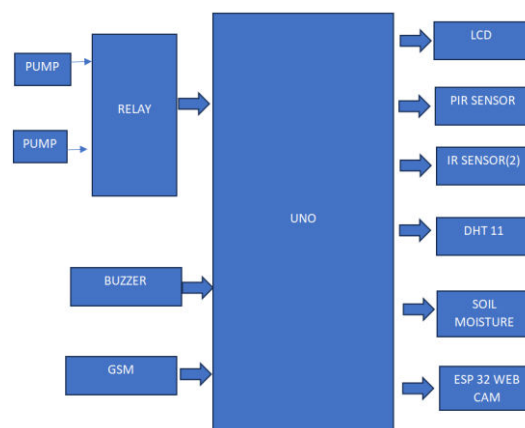 PUMP
PUMP
RELAY
BUZZER
GSM
UNO
LCD
PIR SENSOR
IR SENSOR(2)
DHT 11
SOIL
MOISTURE
ESP 32 WEB
CAM